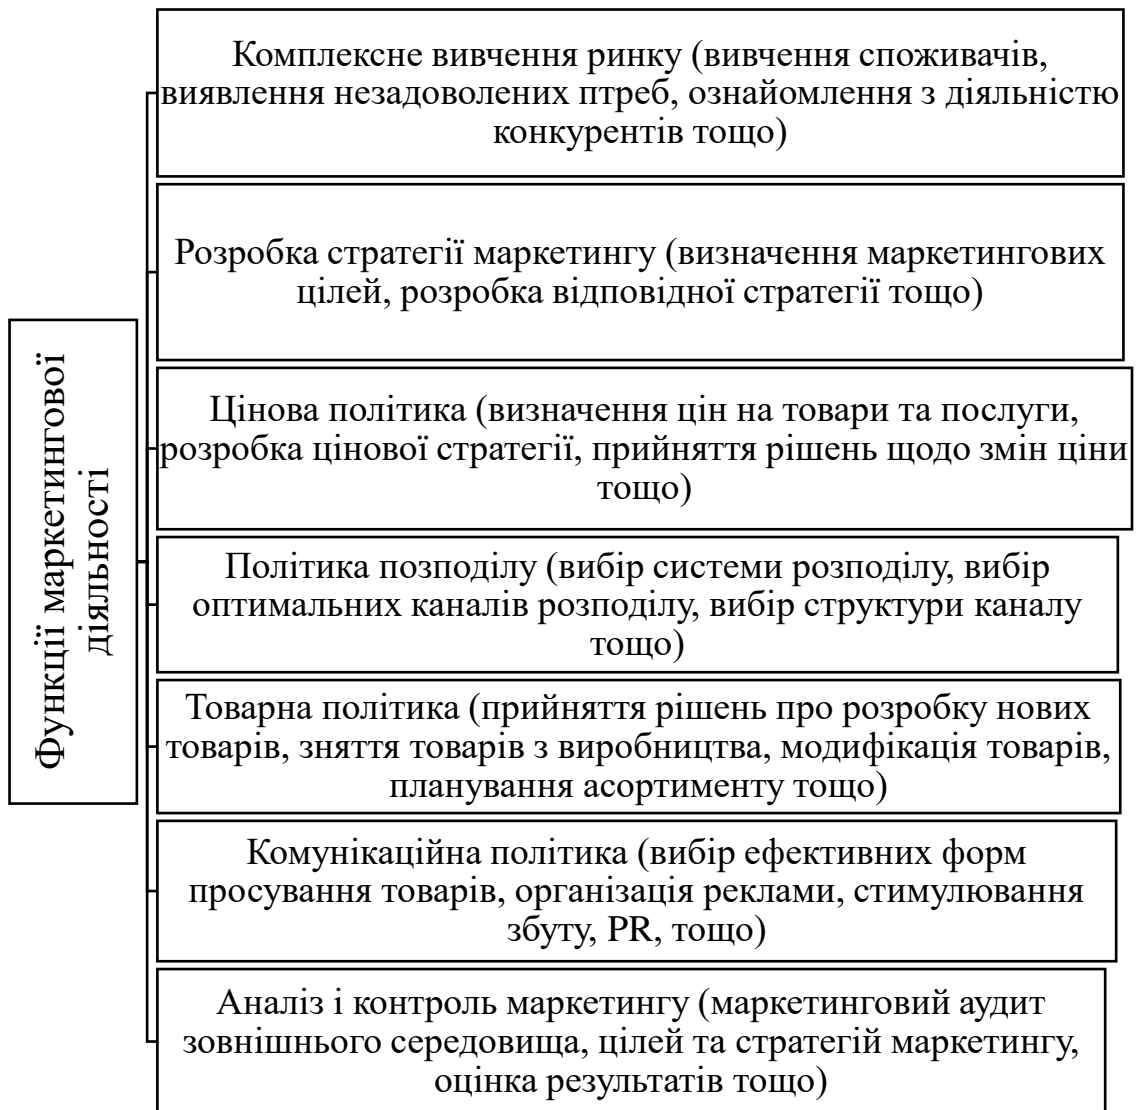 Функції маркетингової
діяльності
Комплексне вивчення ринку (вивчення споживачів,
виявлення незадоволених птреб, ознайомлення з діяльністю
конкурентів тощо)
Розробка стратегії маркетингу (визначення маркетингових
цілей, розробка відповідної стратегії тощо)
Цінова політика (визначення цін на товари та послуги,
розробка цінової стратегії, прийняття рішень щодо змін ціни
тощо)
Політика позподілу (вибір системи розподілу, вибір
оптимальних каналів розподілу, вибір структури каналу
тощо)
Товарна політика (прийняття рішень про розробку нових
товарів, зняття товарів з виробництва, модифікація товарів,
планування асортименту тощо)
Комунікаційна політика (вибір ефективних форм
просування товарів, організація реклами, стимулювання
збуту, PR, тощо)
Аналіз і контроль маркетингу (маркетинговий аудит
зовнішнього середовища, цілей та стратегій маркетингу,
оцінка результатів тощо)